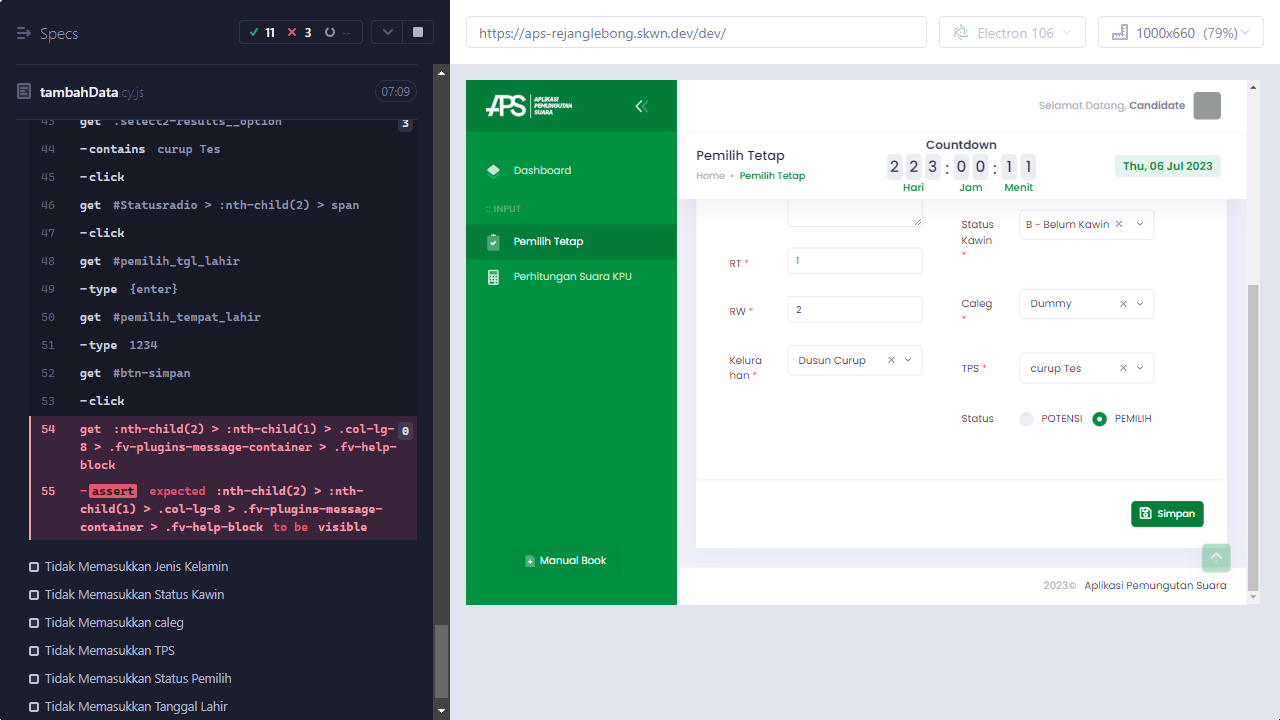 Specs
11
3
--
tambahData.cy.js
07:09
43 get .select2-results__option 3
44 -contains curup Tes
45 -click
46 get #Statusradio > :nth-child(2) > span
47 -click
48 get #pemilih_tgl_lahir
49 -type {enter}
50 get #pemilih_tempat_lahir
51 -type 1234
52 get #btn-simpan
53 -click
54 get :nth-child(2) > :nth-child(1) > .col-lg- 0
8 > .fv-plugins-message-container > .fv-help-
block
55 -assert expected :nth-child(2) > :nth-
child(1) > .col-lg-8 > .fv-plugins-message-
container > .fv-help-block to be visible
Tidak Memasukkan Jenis Kelamin
Tidak Memasukkan Status Kawin
Tidak Memasukkan caleg
Tidak Memasukkan TPS
Tidak Memasukkan Status Pemilih
Tidak Memasukkan Tanggal Lahir
https://aps-rejanglebong.skwn.dev/dev/
Electron 106
1000x660 (79%)
APS APLIKASI
PEMUNGUTAN
SUARA
Dashboard
:: INPUT
Pemilih Tetap
Perhitungan Suara KPU
Manual Book
Selamat Datang, Candidate
Pemilih Tetap
Home • Pemilih Tetap
Countdown
2 2 3 : 0 0 : 1 1
Hari Jam Menit
Thu, 06 Jul 2023
RT * 1
RW * 2
Kelura
han *
Dusun Curup
Status
Kawin
*
B - Belum Kawin
Caleg
*
Dummy
TPS * curup Tes
Status POTENSI PEMILIH
Simpan
2023© Aplikasi Pemungutan Suara